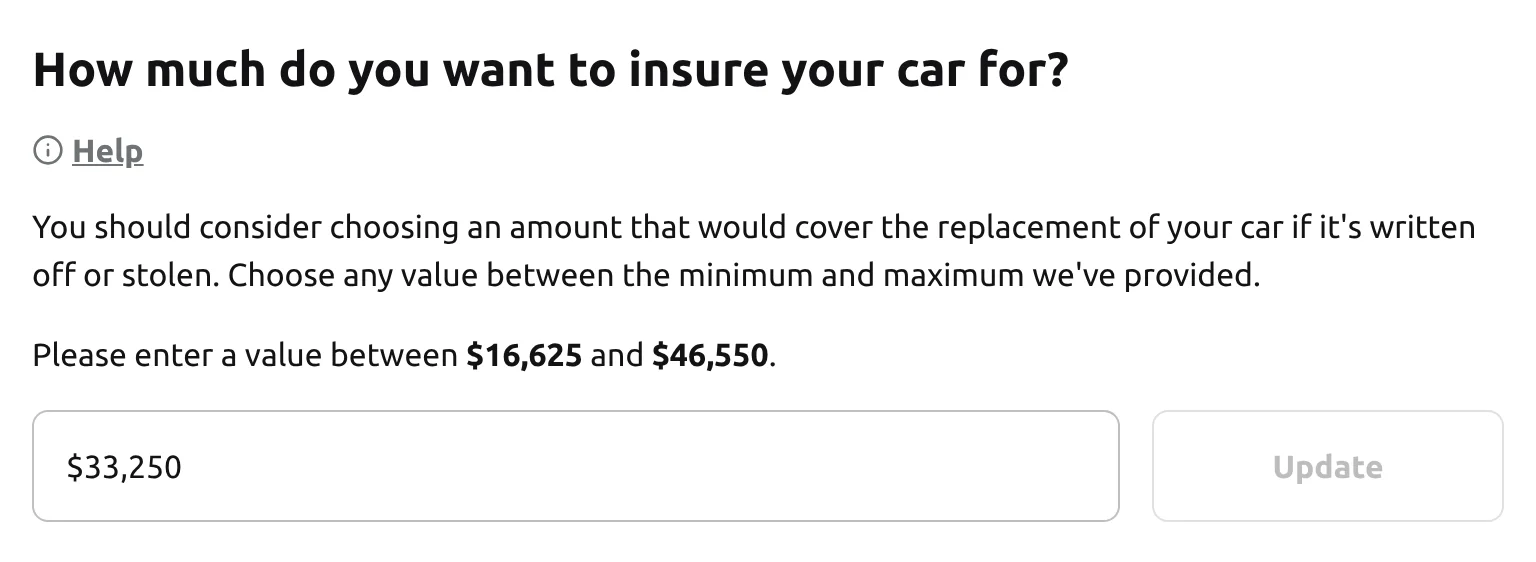 How much do you want to insure your car for?
Help
You should consider choosing an amount that would cover the replacement of your car if it's written
off or stolen. Choose any value between the minimum and maximum we've provided.
Please enter a value between $16,625 and $46,550.
$33,250
Update